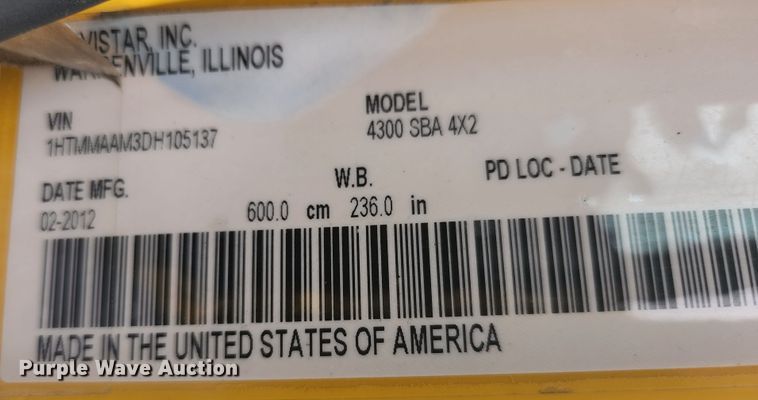 VISTAR, INC.
WARRENVILLE, ILLINOIS
VIN
1HTMMAAM3DH105137
MODEL
4300 SBA 4X2
DATE MFG.
02-2012
W.B.
600.0 cm 236.0 in
PD LOC - DATE
MADE IN THE UNITED STATES OF AMERICA
Purple Wave Auction